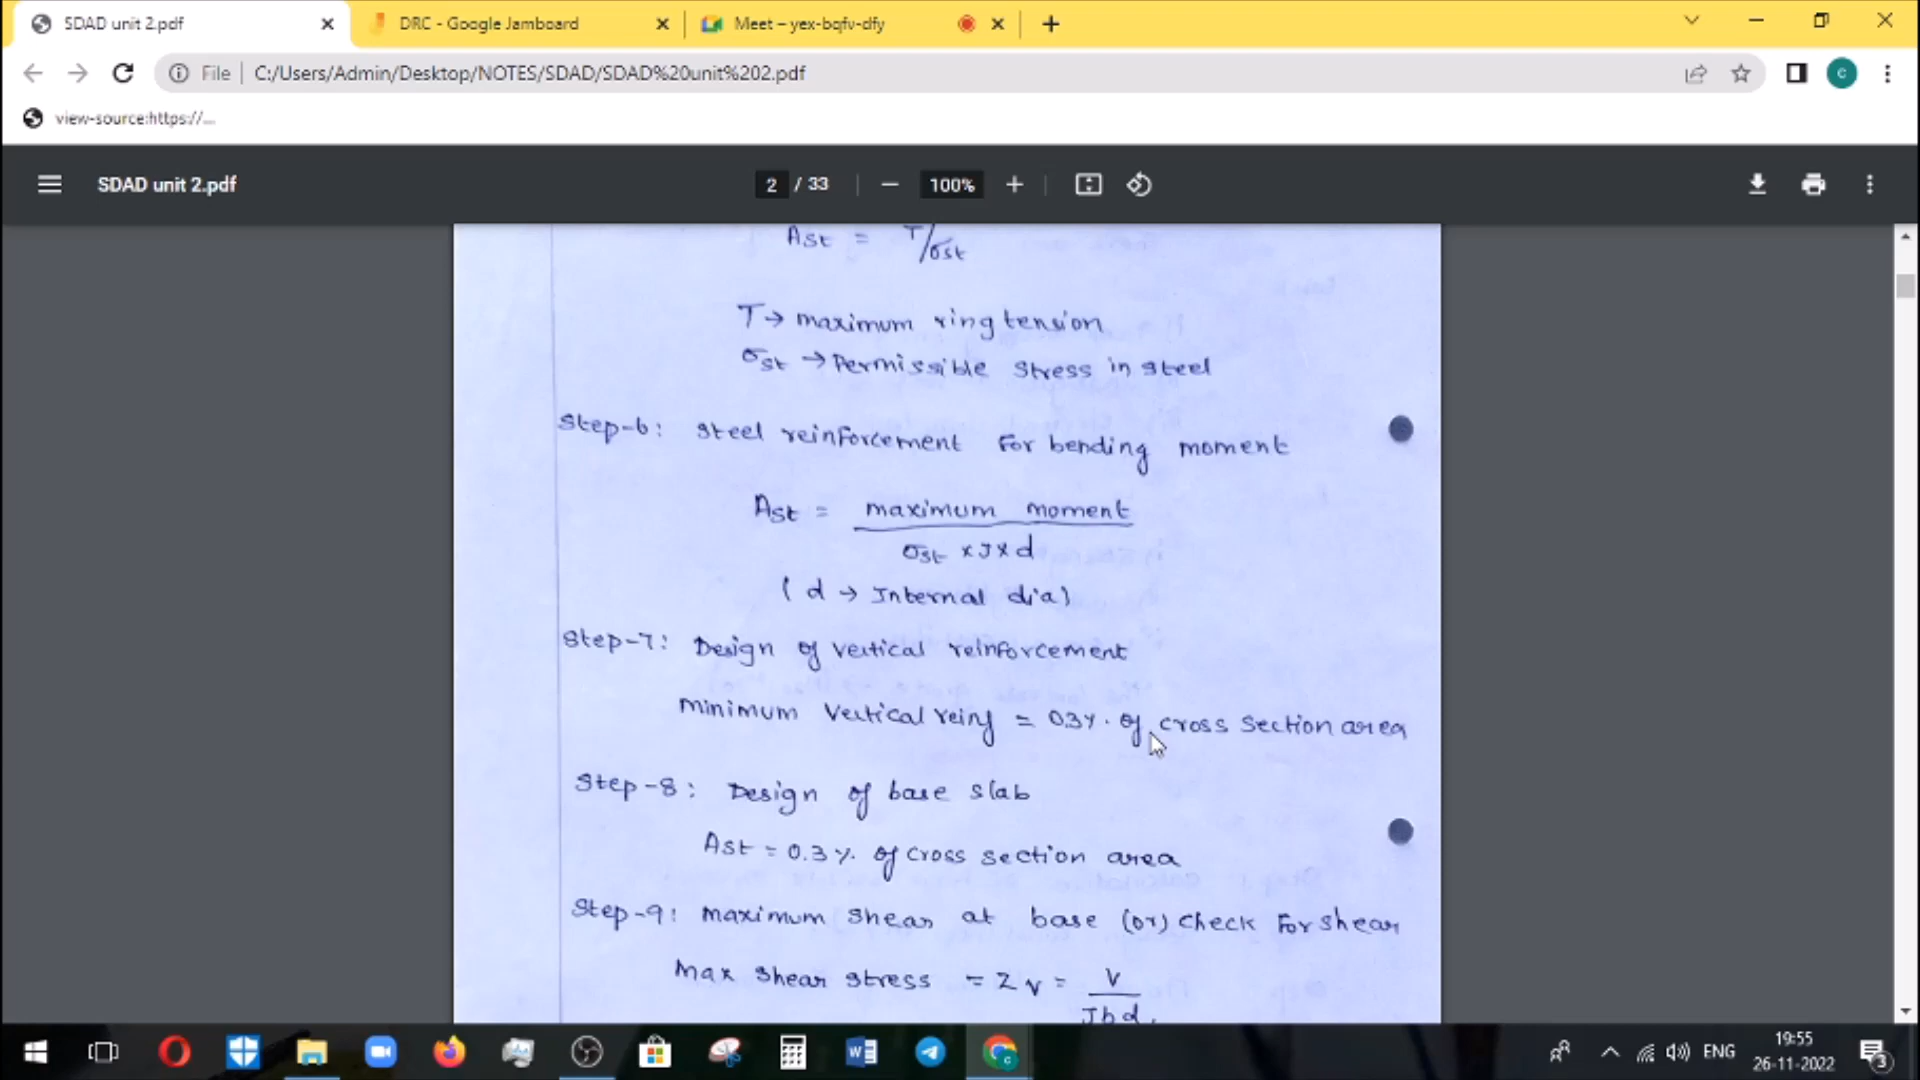 SDAD unit 2.pdf
DRC - Google Jamboard
Meet – yex-bqfv-dfy
File
C:/Users/Admin/Desktop/NOTES/SDAD/SDAD%20unit%202.pdf
C
view-source:https://...
SDAD unit 2.pdf
2 / 33
100%
Ast = T/σst
T → maximum ring tension
σst → Permissible stress in steel
Step-6: Steel reinforcement for bending moment
Ast = maximum moment
σst x J x d
( d → Internal dia)
Step-7: Design of vertical reinforcement
minimum vertical reinf = 0.3%. of cross section area
Step-8: Design of base slab
Ast = 0.3%. of cross section area
Step-9: maximum shear at base (or) check for shear
Max shear stress = Z v = V
Jbd.
W
ENG
19:55
26-11-2022
3